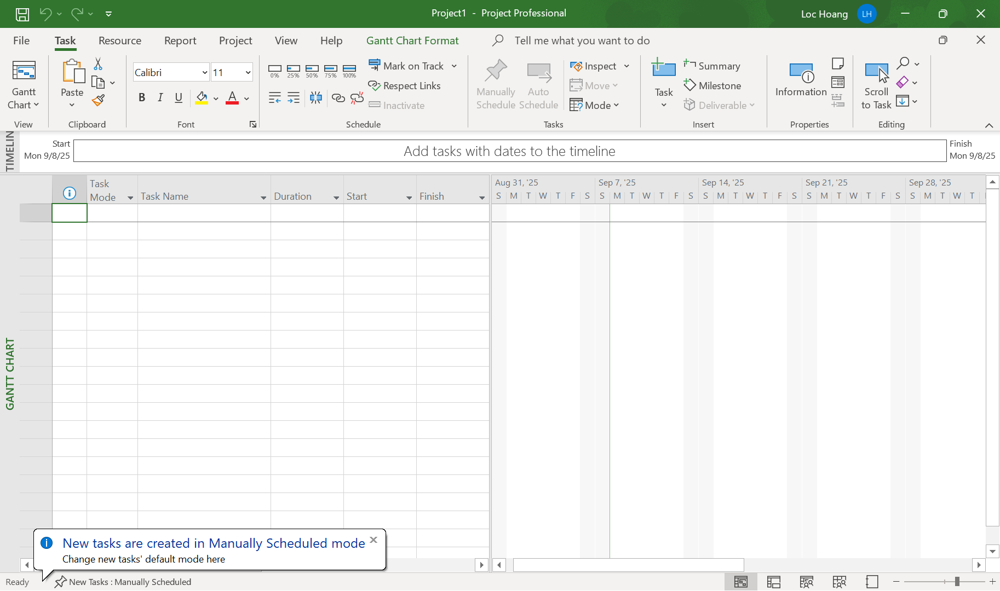 Project1 - Project Professional
Loc Hoang
LH
File Task Resource Report Project View Help Gantt Chart Format Tell me what you want to do
Gantt
Chart
View
Paste
Clipboard
Calibri 11
B I U A
Font
0% 25% 50% 75% 100%
Mark on Track
Respect Links
Inactivate
Schedule
Manually
Schedule
Auto
Schedule
Inspect
Move
Mode
Tasks
Task
Summary
Milestone
Deliverable
Insert
Information
Properties
Scroll
to Task
Editing
TIMELIN
Start
Mon 9/8/25
Add tasks with dates to the timeline
Finish
Mon 9/8/25
GANTT CHART
Task
Mode
Task Name
Duration
Start
Finish
Aug 31, '25 Sep 7, '25 Sep 14, '25 Sep 21, '25 Sep 28, '25
S M T W T F S S M T W T F S S M T W T F S S M T W T F S S M T W T
New tasks are created in Manually Scheduled mode
Change new tasks' default mode here
Ready
New Tasks : Manually Scheduled